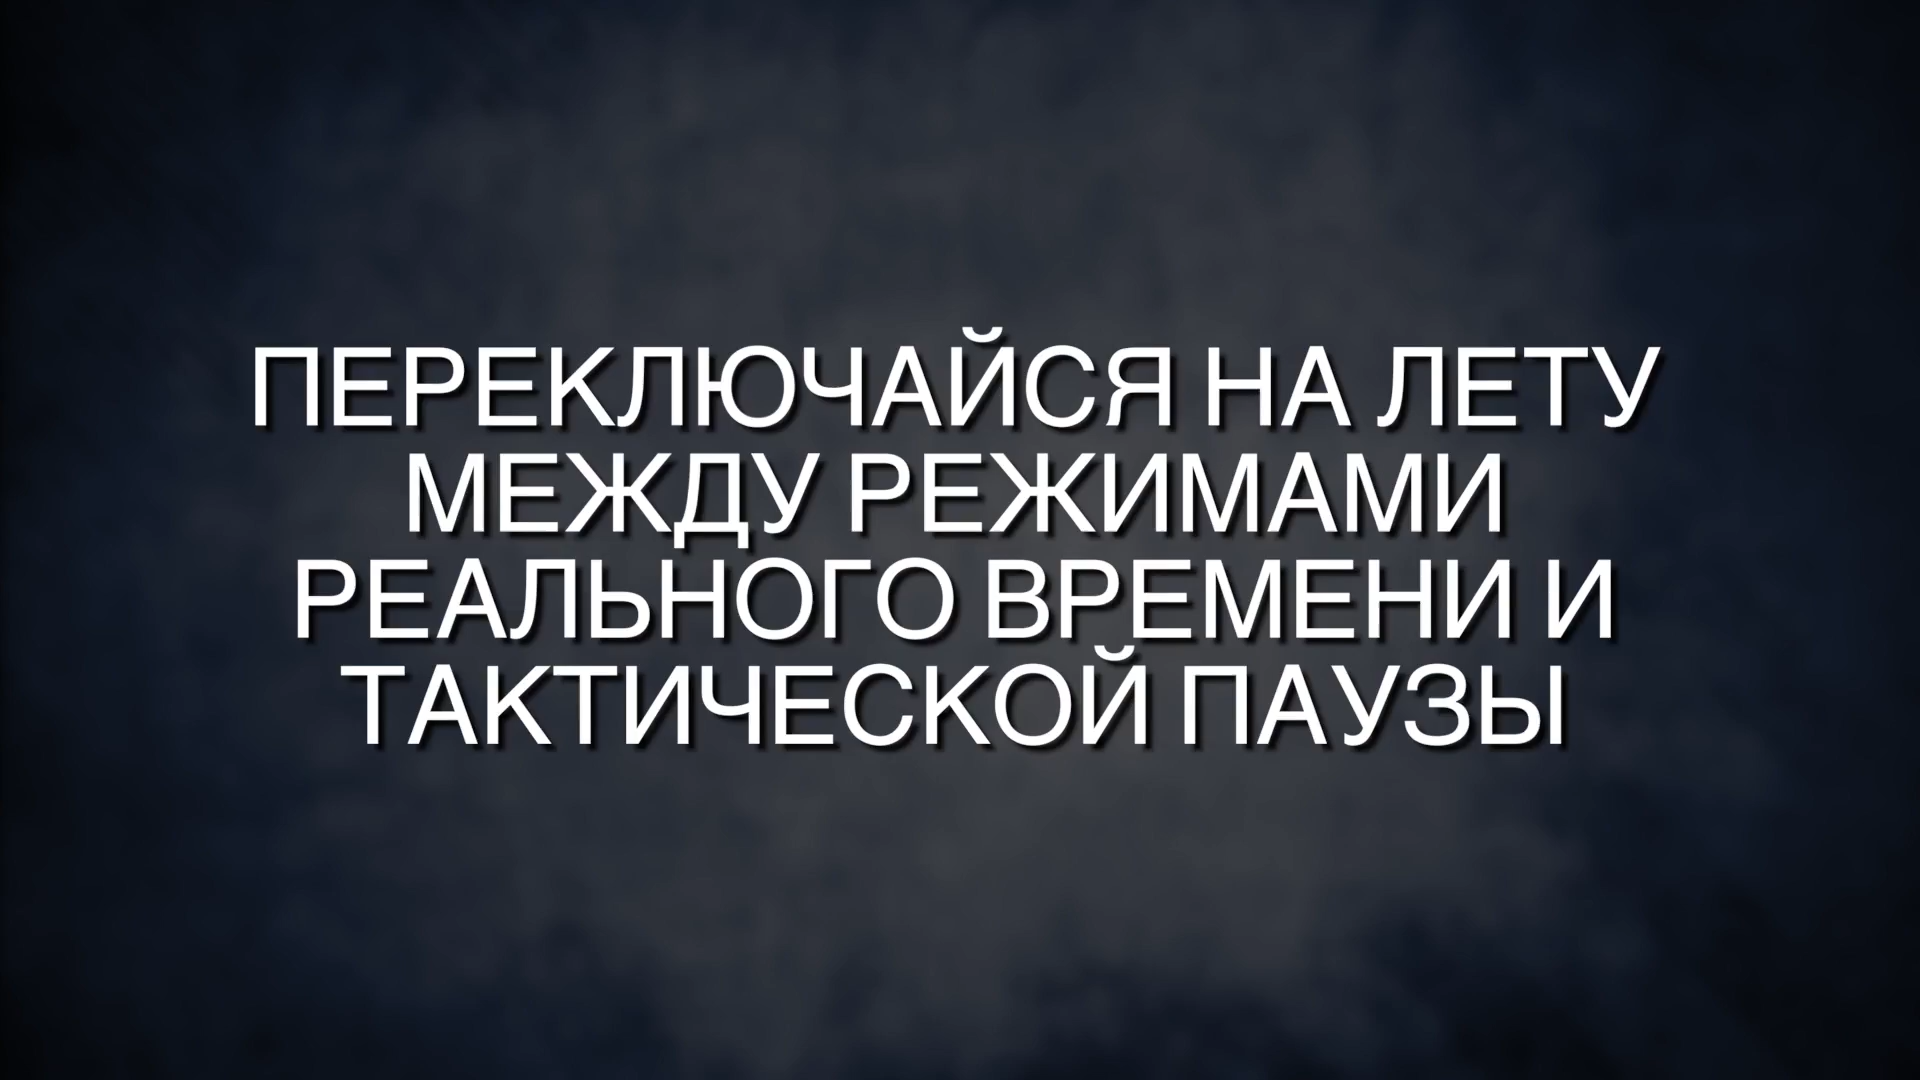 ПЕРЕКЛЮЧАЙСЯ НА ЛЕТУ
МЕЖДУ РЕЖИМАМИ
РЕАЛЬНОГО ВРЕМЕНИ И
ТАКТИЧЕСКОЙ ПАУЗЫ